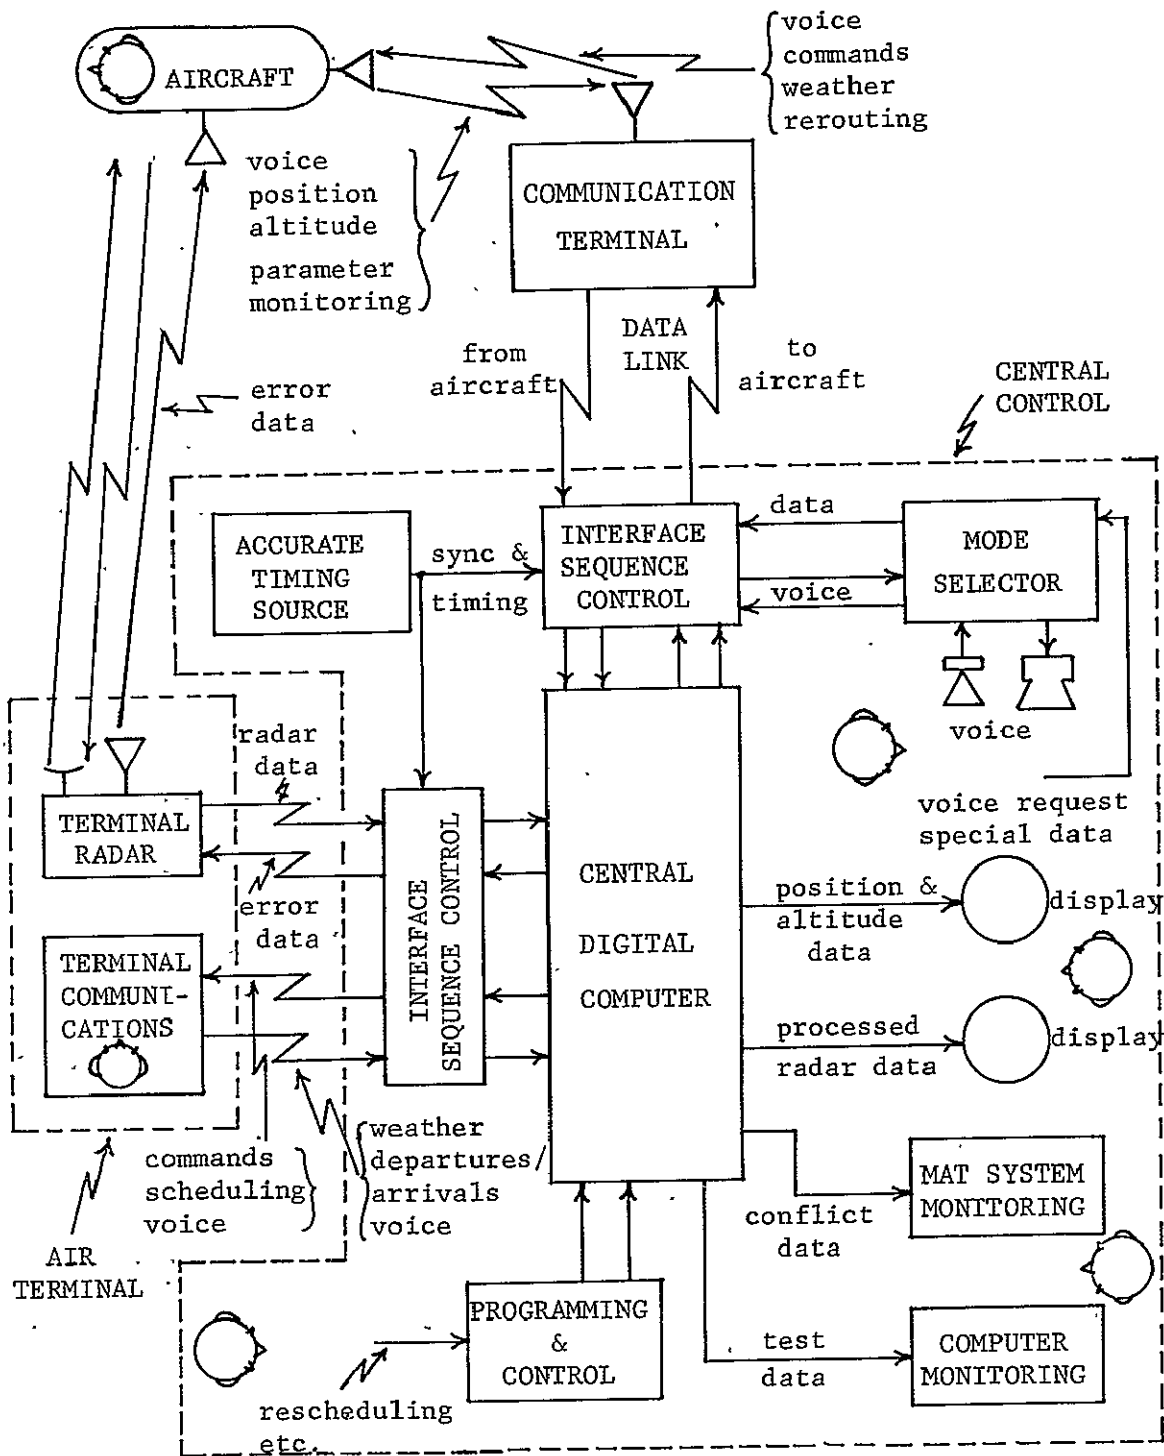 voice
commands
weather
rerouting
AIRCRAFT
voice
position
altitude
parameter
monitoring
COMMUNICATION
TERMINAL
from
aircraft
DATA
LINK
to
aircraft
error
data
CENTRAL
CONTROL
ACCURATE
TIMING
SOURCE
sync &
timing
INTERFACE
SEQUENCE
CONTROL
data
voice
MODE
SELECTOR
voice
voice request
special data
radar
data
TERMINAL
RADAR
error
data
TERMINAL
COMMUNI-
CATIONS
INTERFACE
SEQUENCE CONTROL
CENTRAL
DIGITAL
COMPUTER
position &
altitude
data
display
processed
radar data
display
commands
scheduling
voice
weather
departures/
arrivals
voice
AIR
TERMINAL
conflict
data
MAT SYSTEM
MONITORING
PROGRAMMING
&
CONTROL
rescheduling
etc.
test
data
COMPUTER
MONITORING